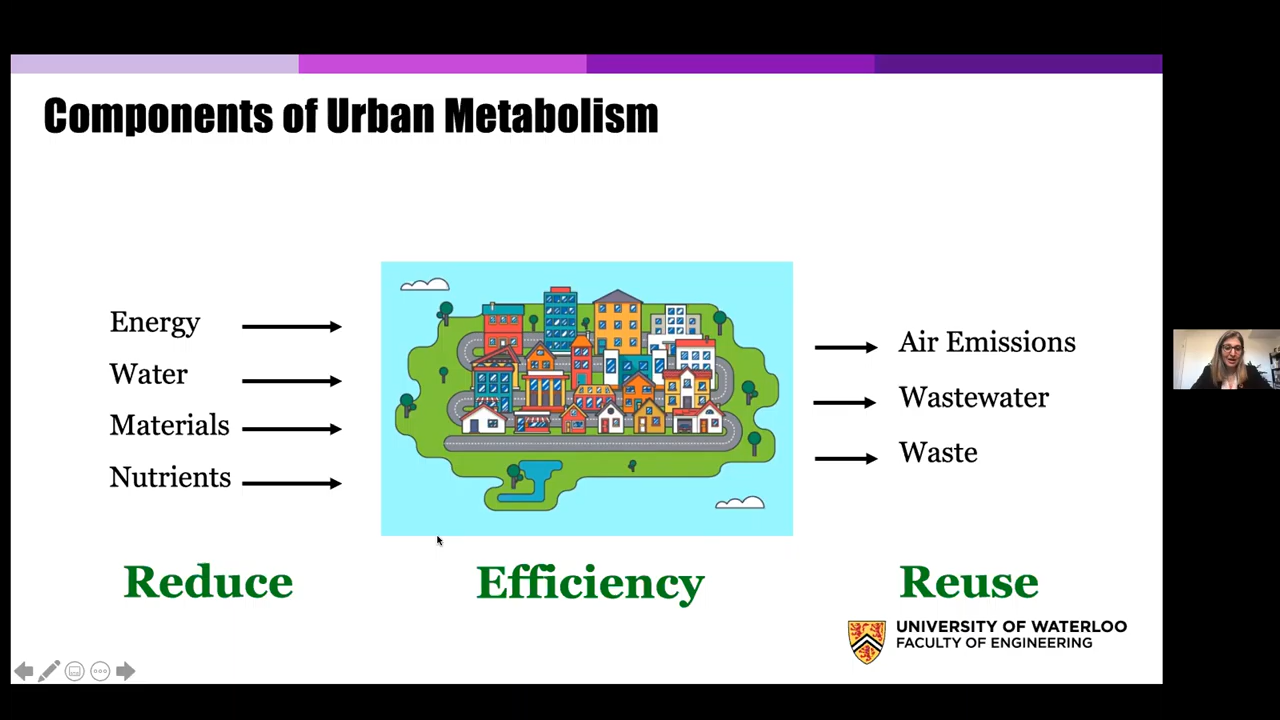 Components of Urban Metabolism
Energy
Water
Materials
Nutrients
Air Emissions
Wastewater
Waste
Reduce
Efficiency
Reuse
UNIVERSITY OF WATERLOO
FACULTY OF ENGINEERING